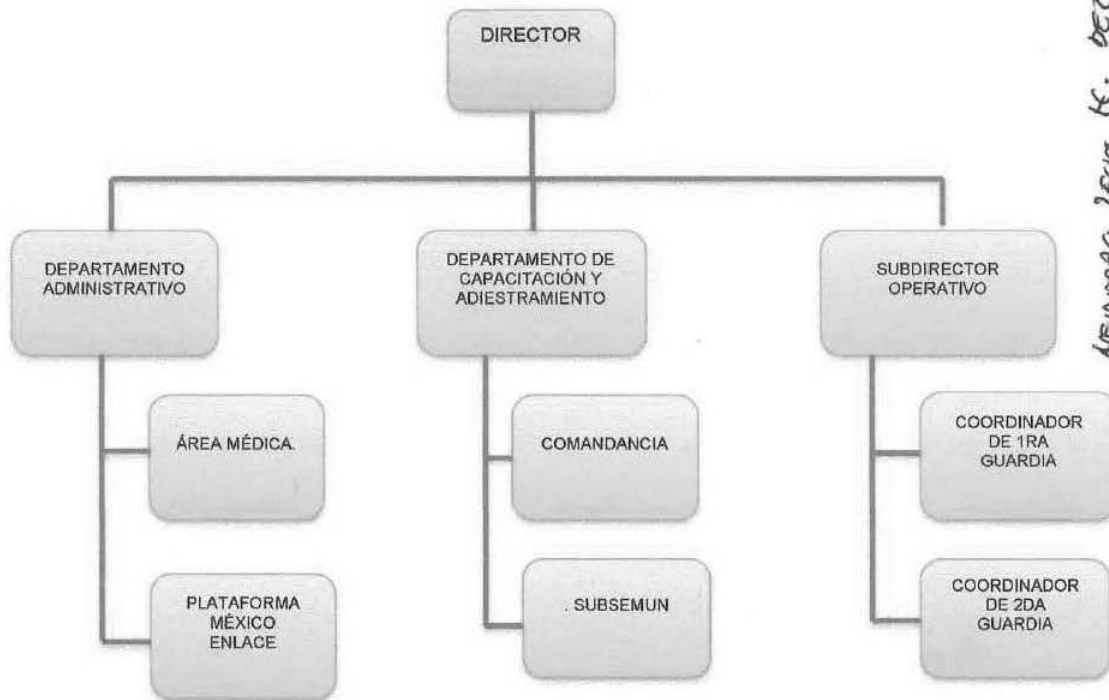 DIRECTOR
DEPARTAMENTO
ADMINISTRATIVO
DEPARTAMENTO DE
CAPACITACIÓN Y
ADIESTRAMIENTO
SUBDIRECTOR
OPERATIVO
ÁREA MÉDICA.
COMANDANCIA
COORDINADOR
DE 1RA
GUARDIA
PLATAFORMA
MÉXICO
ENLACE
. SUBSEMUN
COORDINADOR
DE 2DA
GUARDIA